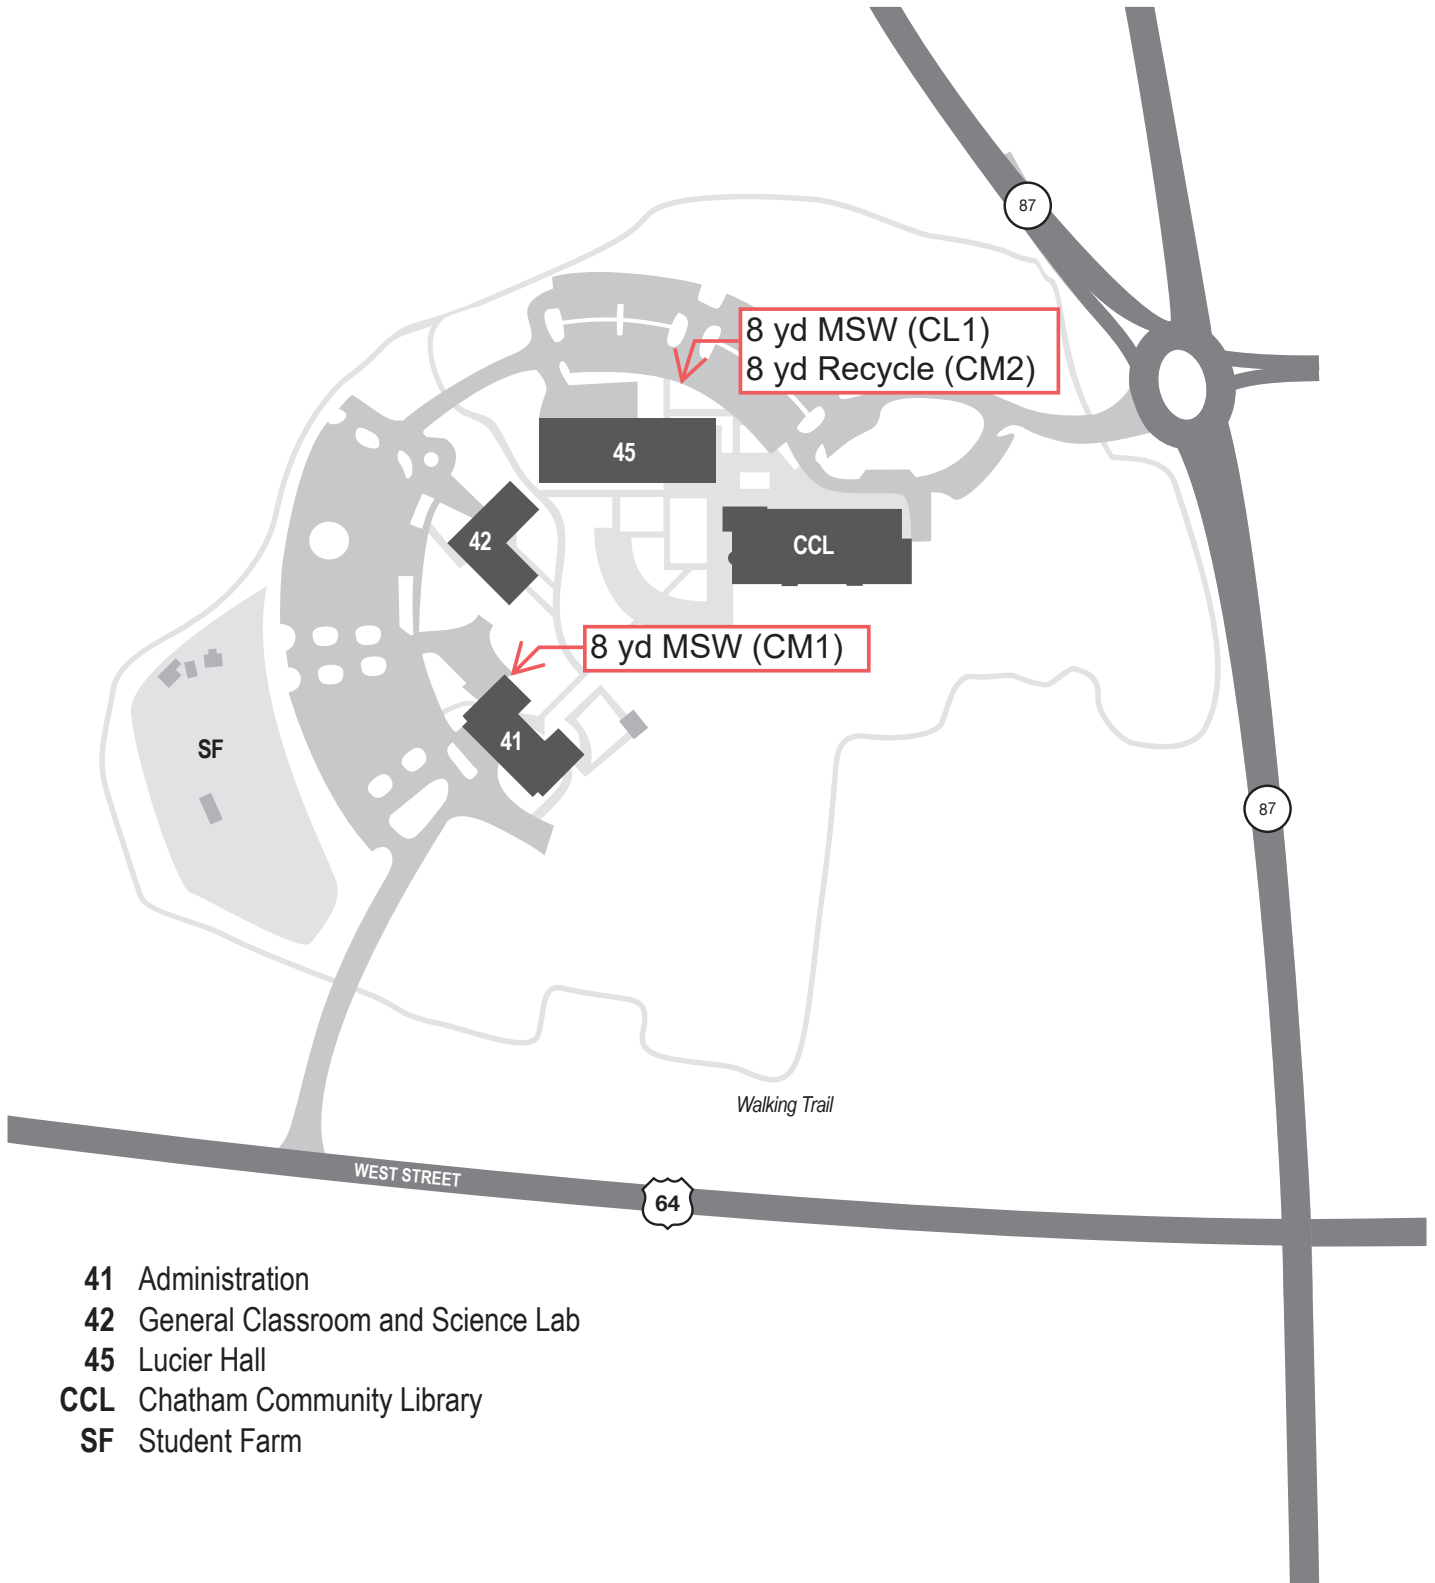 87
8 yd MSW (CL1)
8 yd Recycle (CM2)
45
42
CCL
8 yd MSW (CM1)
41
SF
87
Walking Trail
WEST STREET
64
41 Administration
42 General Classroom and Science Lab
45 Lucier Hall
CCL Chatham Community Library
SF Student Farm